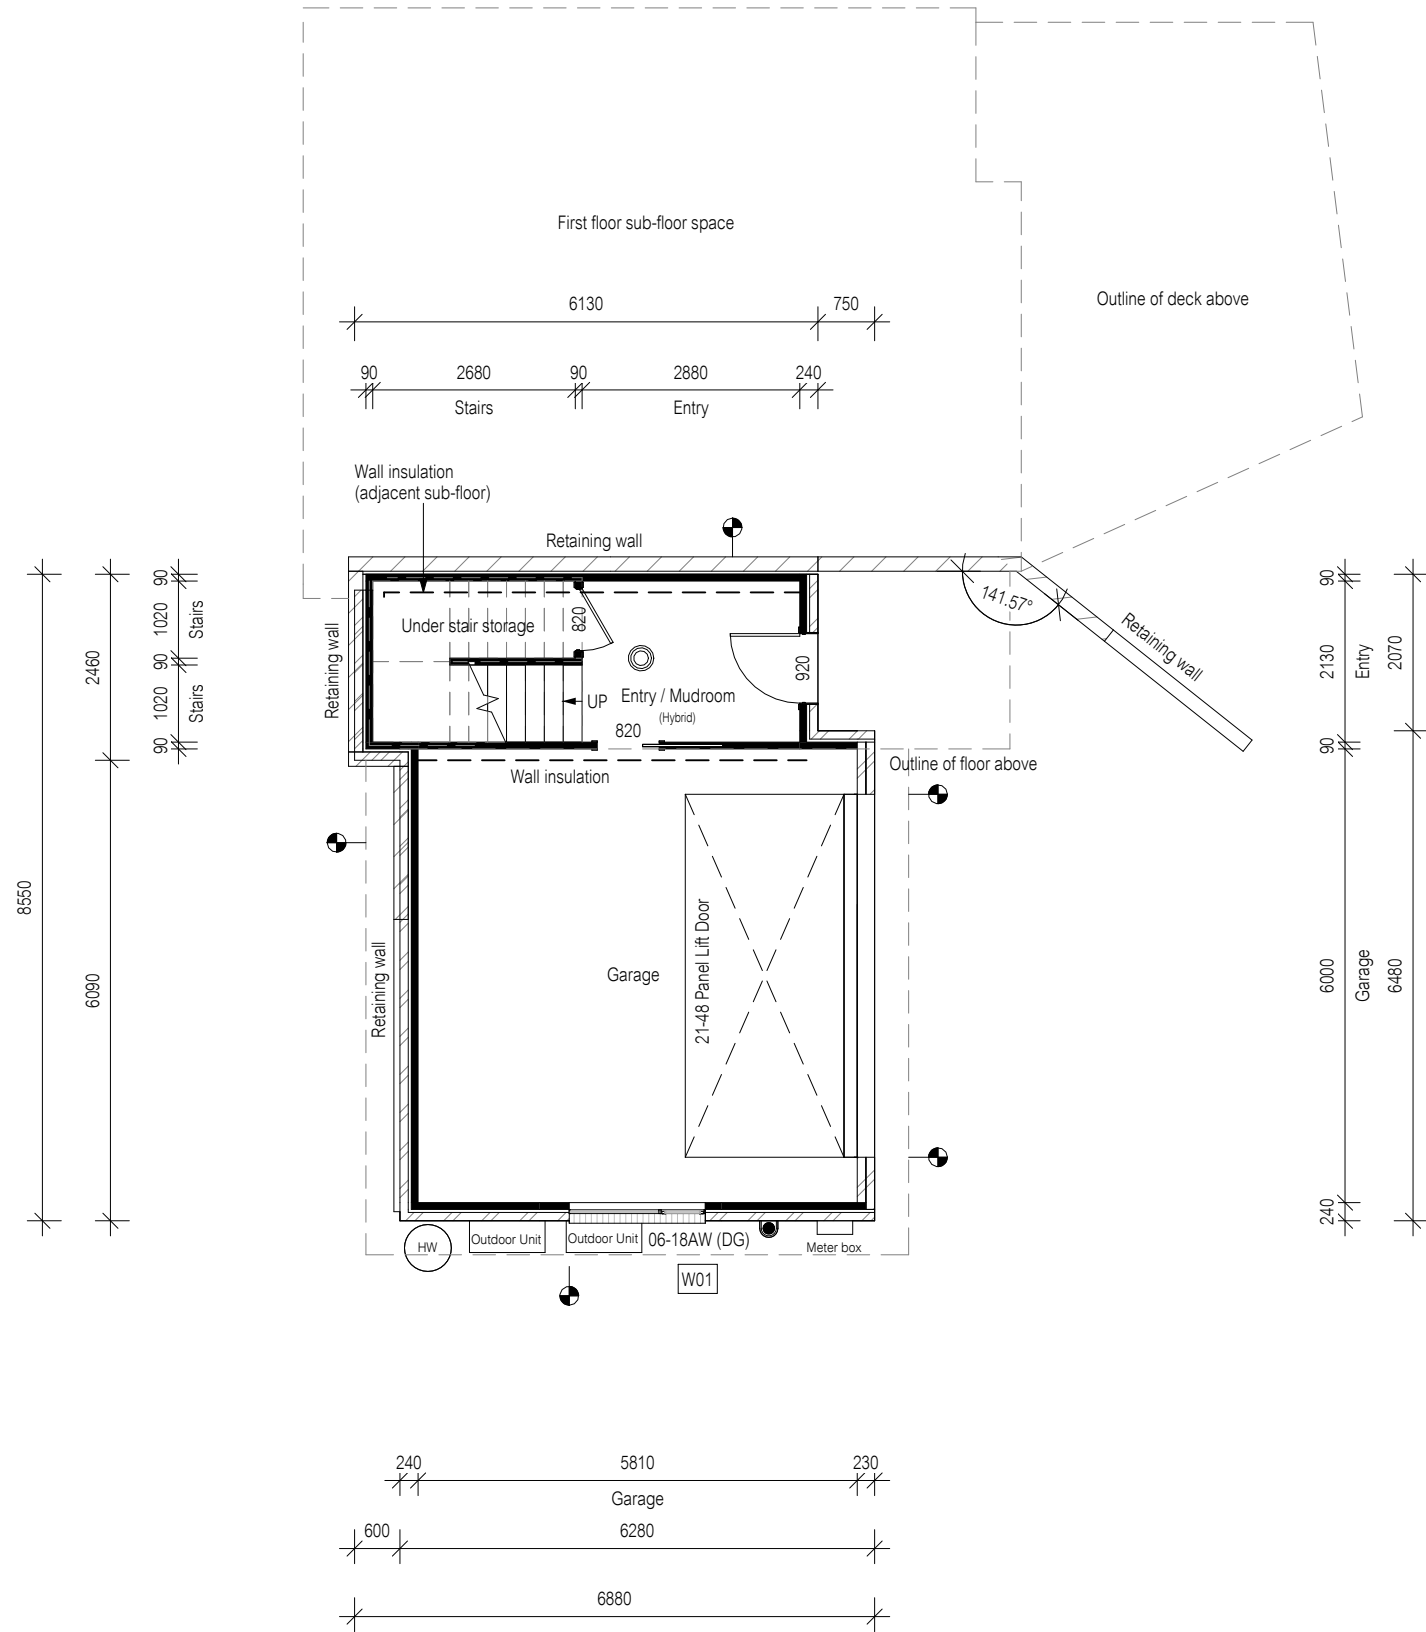 First floor sub-floor space
Outline of deck above
6130
750
90
2680
90
2880
240
Stairs
Entry
Wall insulation
(adjacent sub-floor)
Retaining wall
141.57°
Retaining wall
Under stair storage
820
920
UP
Entry / Mudroom
(Hybrid)
820
Wall insulation
Outline of floor above
Retaining wall
Retaining wall
Garage
21-48 Panel Lift Door
8550
2460
6090
90
1020
Stairs
90
1020
Stairs
90
90
2130
Entry
2070
90
6000
Garage
6480
240
HW
Outdoor Unit
Outdoor Unit
06-18AW (DG)
Meter box
W01
240
5810
230
Garage
600
6280
6880